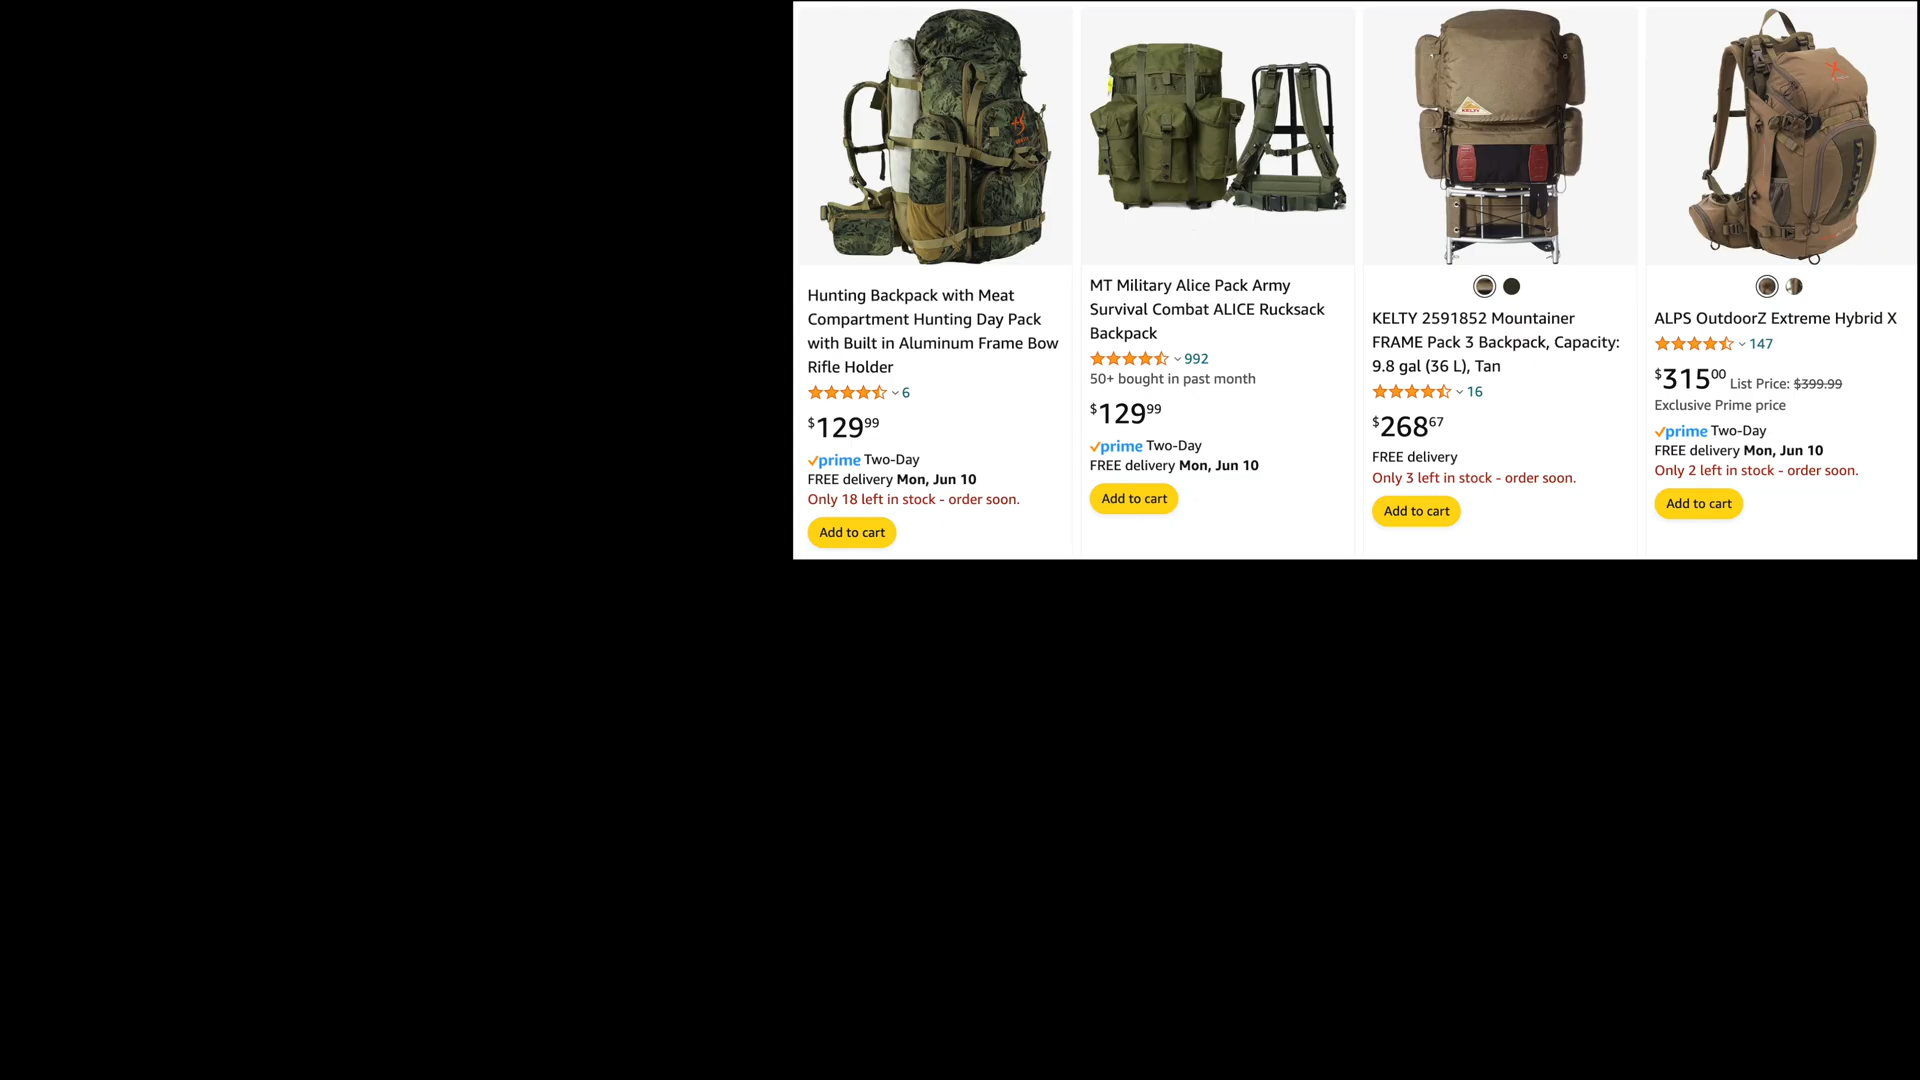 KELTY
Hunting Backpack with Meat
Compartment Hunting Day Pack
with Built in Aluminum Frame Bow
Rifle Holder
6
$129.99
prime Two-Day
FREE delivery Mon, Jun 10
Only 18 left in stock - order soon.
Add to cart
MT Military Alice Pack Army
Survival Combat ALICE Rucksack
Backpack
992
50+ bought in past month
$129.99
prime Two-Day
FREE delivery Mon, Jun 10
Add to cart
KELTY 2591852 Mountainer
FRAME Pack 3 Backpack, Capacity:
9.8 gal (36 L), Tan
16
$268.67
FREE delivery
Only 3 left in stock - order soon.
Add to cart
ALPS OutdoorZ Extreme Hybrid X
147
$315.00 List Price: $399.99
Exclusive Prime price
prime Two-Day
FREE delivery Mon, Jun 10
Only 2 left in stock - order soon.
Add to cart